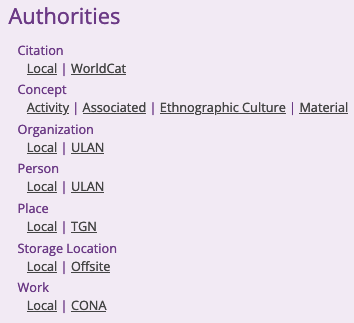 Authorities
Citation
Local | WorldCat
Concept
Activity | Associated | Ethnographic Culture | Material
Organization
Local | ULAN
Person
Local | ULAN
Place
Local | TGN
Storage Location
Local | Offsite
Work
Local | CONA